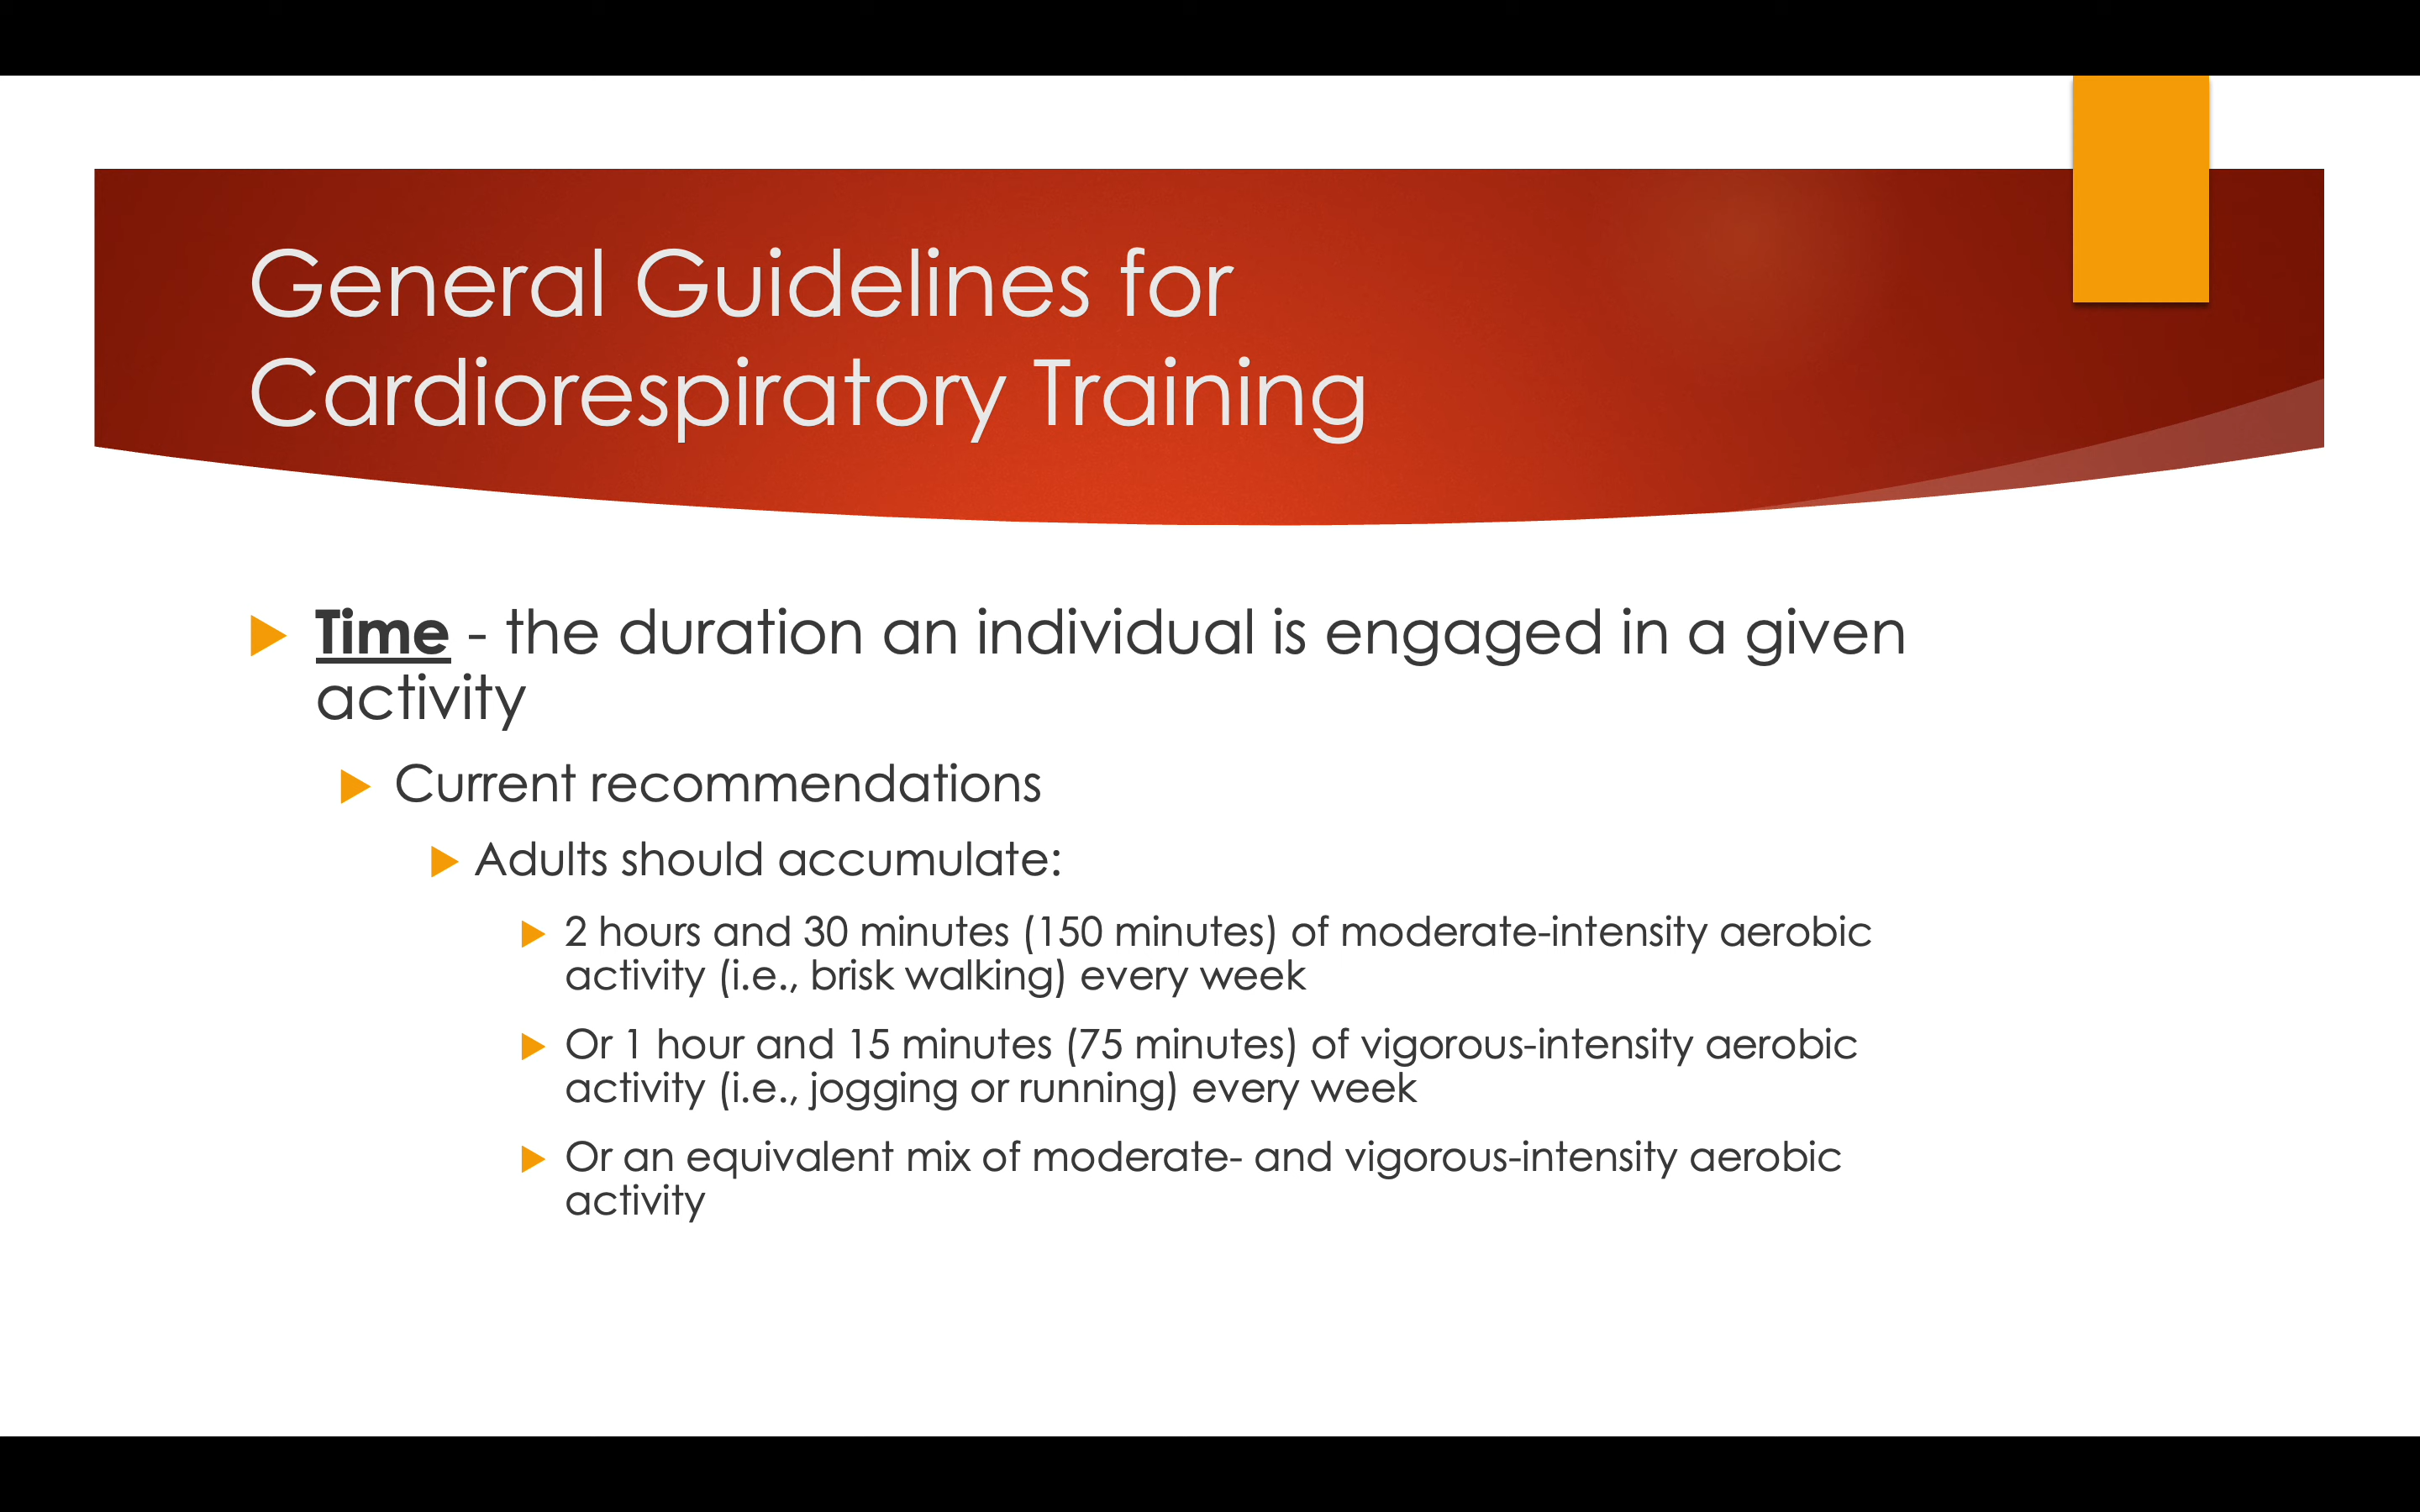 General Guidelines for
Cardiorespiratory Training
Time - the duration an individual is engaged in a given
activity
Current recommendations
Adults should accumulate:
2 hours and 30 minutes (150 minutes) of moderate-intensity aerobic
activity (i.e., brisk walking) every week
Or 1 hour and 15 minutes (75 minutes) of vigorous-intensity aerobic
activity (i.e., jogging or running) every week
Or an equivalent mix of moderate- and vigorous-intensity aerobic
activity